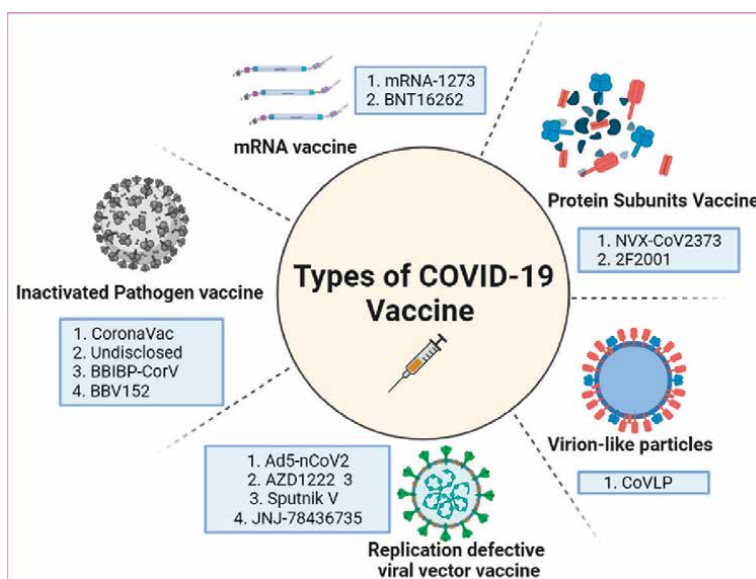 1. mRNA-1273
2. BNT16262
mRNA vaccine
Protein Subunits Vaccine
1. NVX-CoV2373
2. 2F2001
Inactivated Pathogen vaccine
1. CoronaVac
2. Undisclosed
3. BBIBP-CorV
4. BBV152
Types of COVID-19
Vaccine
Virion-like particles
1. CoVLP
1. Ad5-nCoV2
2. AZD1222 3
3. Sputnik V
4. JNJ-78436735
Replication defective
viral vector vaccine